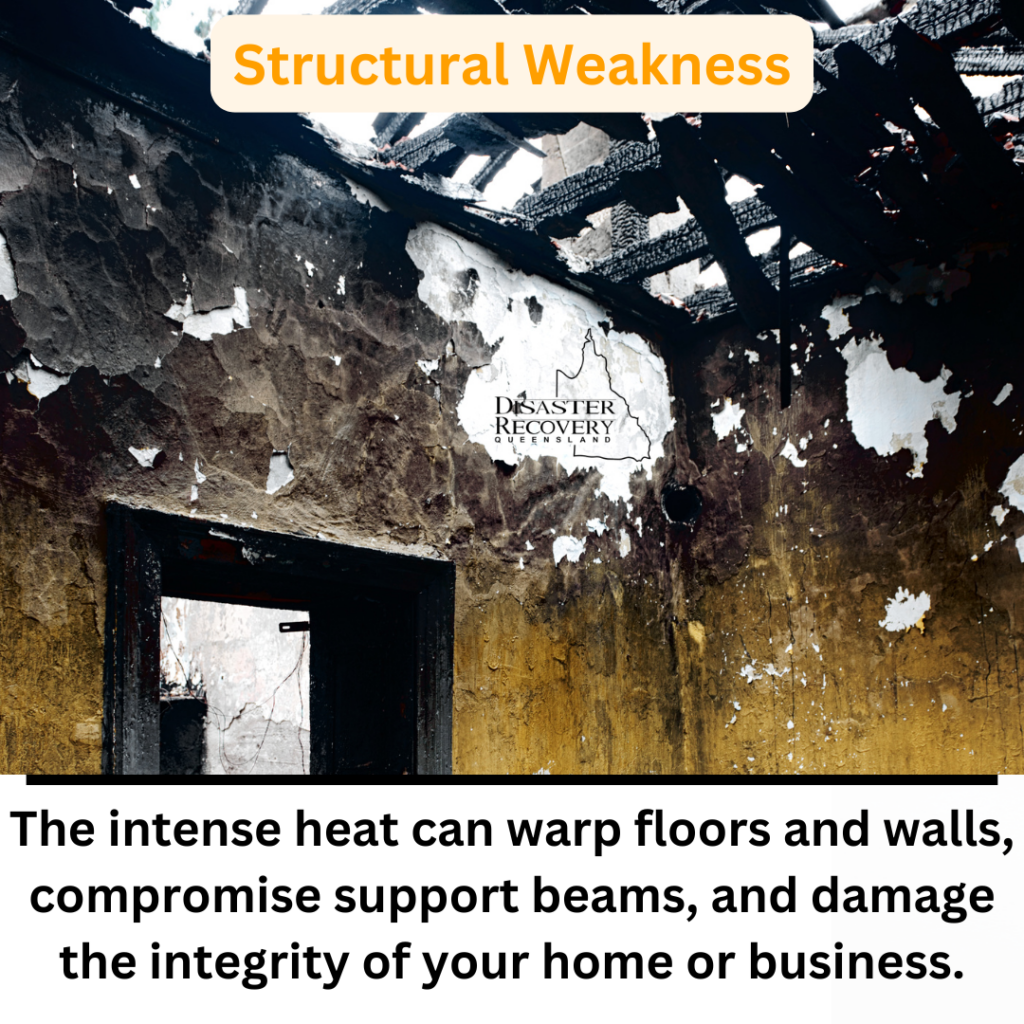 Structural Weakness
DISASTER
RECOVERY
QUEENSLAND
The intense heat can warp floors and walls,
compromise support beams, and damage
the integrity of your home or business.